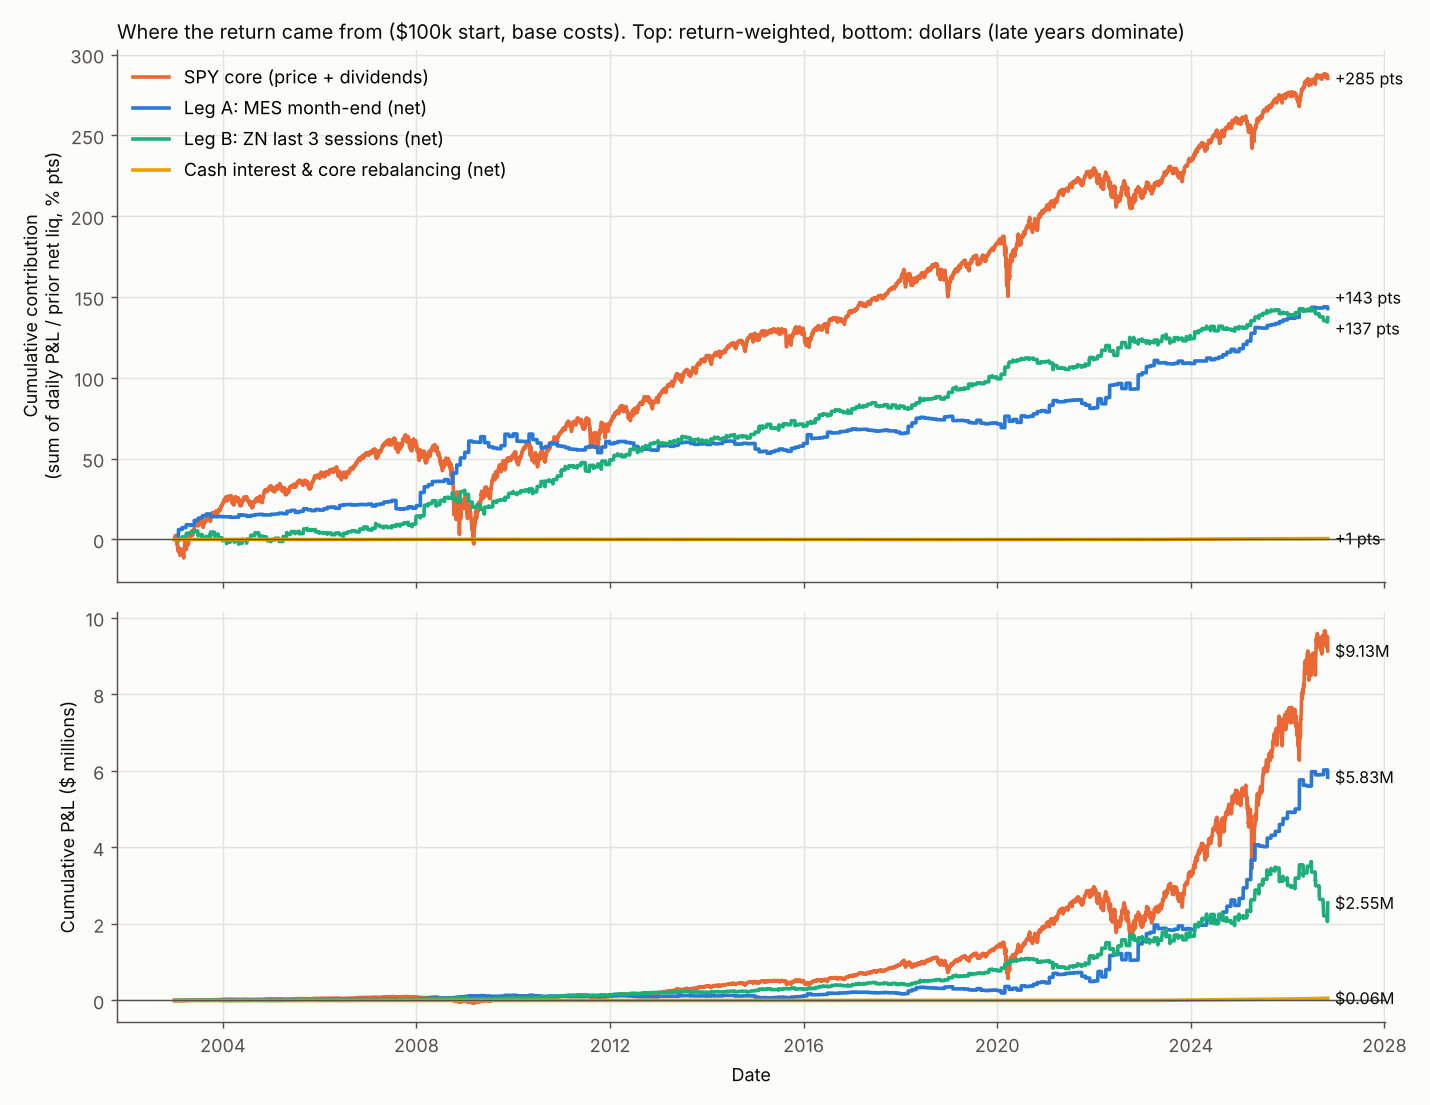 Where the return came from ($100k start, base costs). Top: return-weighted, bottom: dollars (late years dominate)
300
250
200
150
100
50
0
Cumulative contribution
(sum of daily P&L / prior net liq, % pts)
SPY core (price + dividends)
Leg A: MES month-end (net)
Leg B: ZN last 3 sessions (net)
Cash interest & core rebalancing (net)
+285 pts
+143 pts
+137 pts
+1 pts
10
8
6
4
2
0
Cumulative P&L ($ millions)
$9.13M
$5.83M
$2.55M
$0.06M
2004
2008
2012
2016
2020
2024
2028
Date